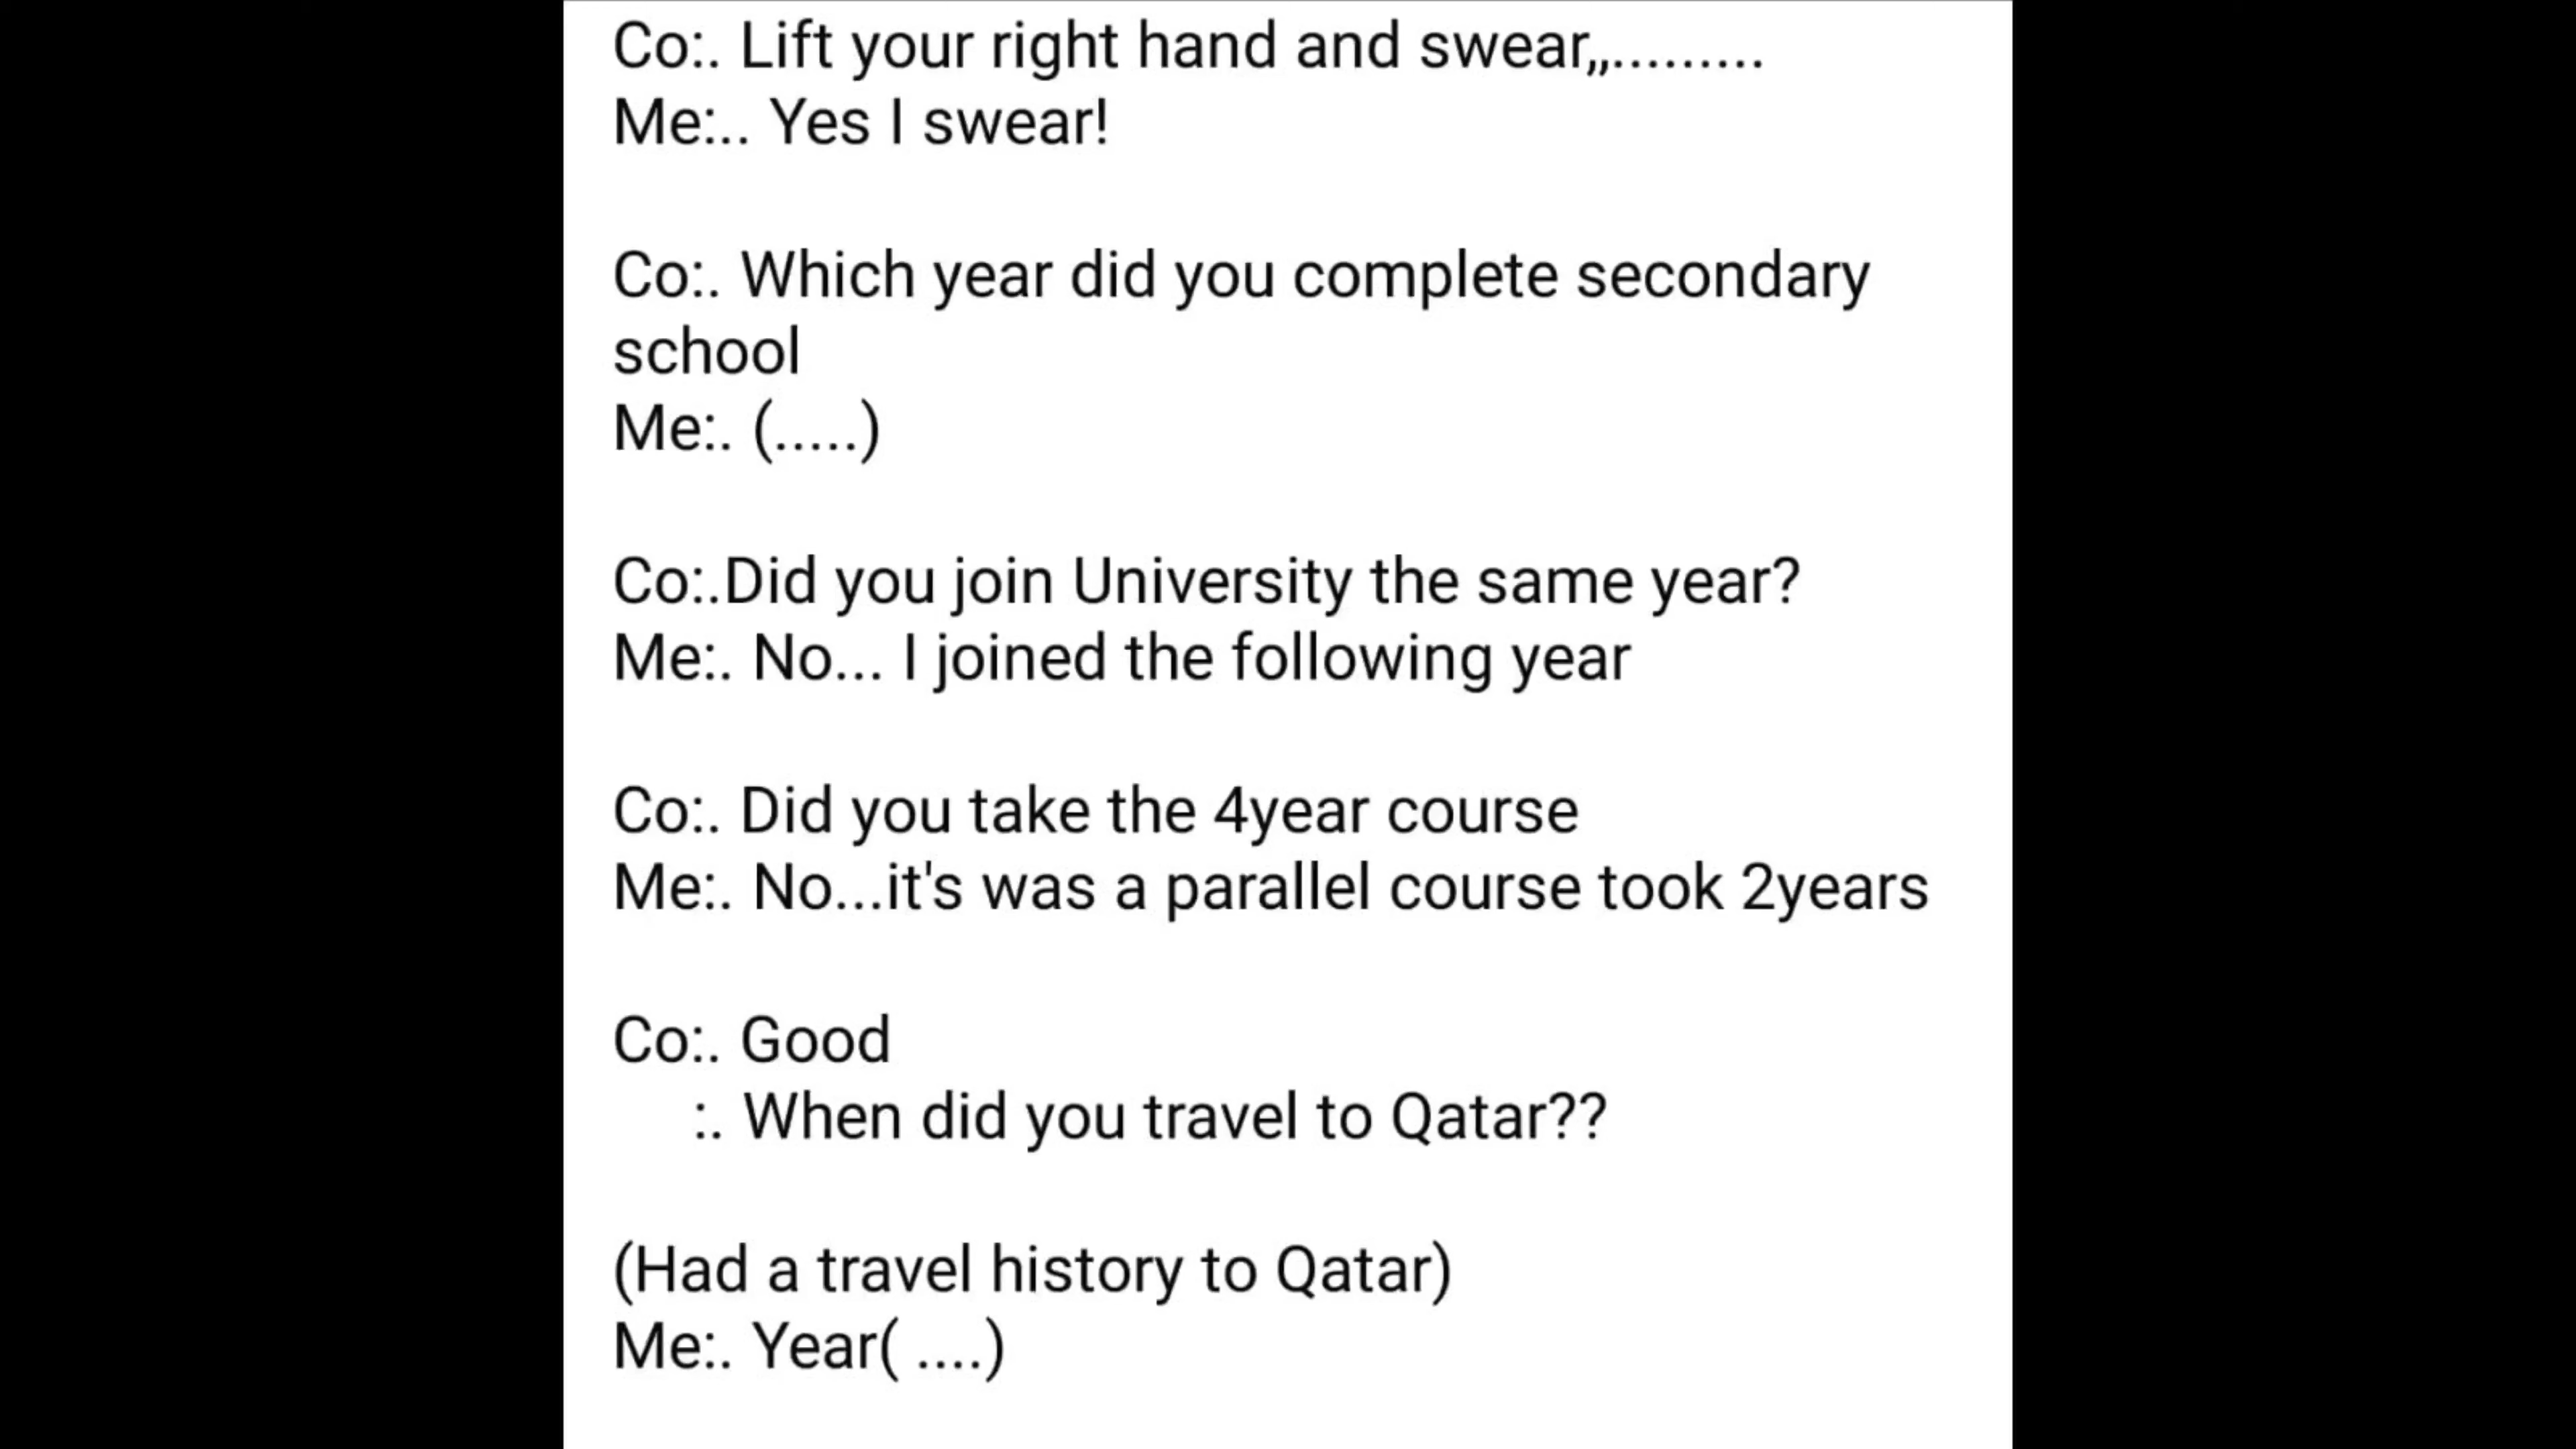 Co:. Lift your right hand and swear,,.........
Me:.. Yes I swear!
Co:. Which year did you complete secondary
school
Me:. (.....)
Co:.Did you join University the same year?
Me:. No... I joined the following year
Co:. Did you take the 4year course
Me:. No...it's was a parallel course took 2years
Co:. Good
:. When did you travel to Qatar??
(Had a travel history to Qatar)
Me:. Year( ....)